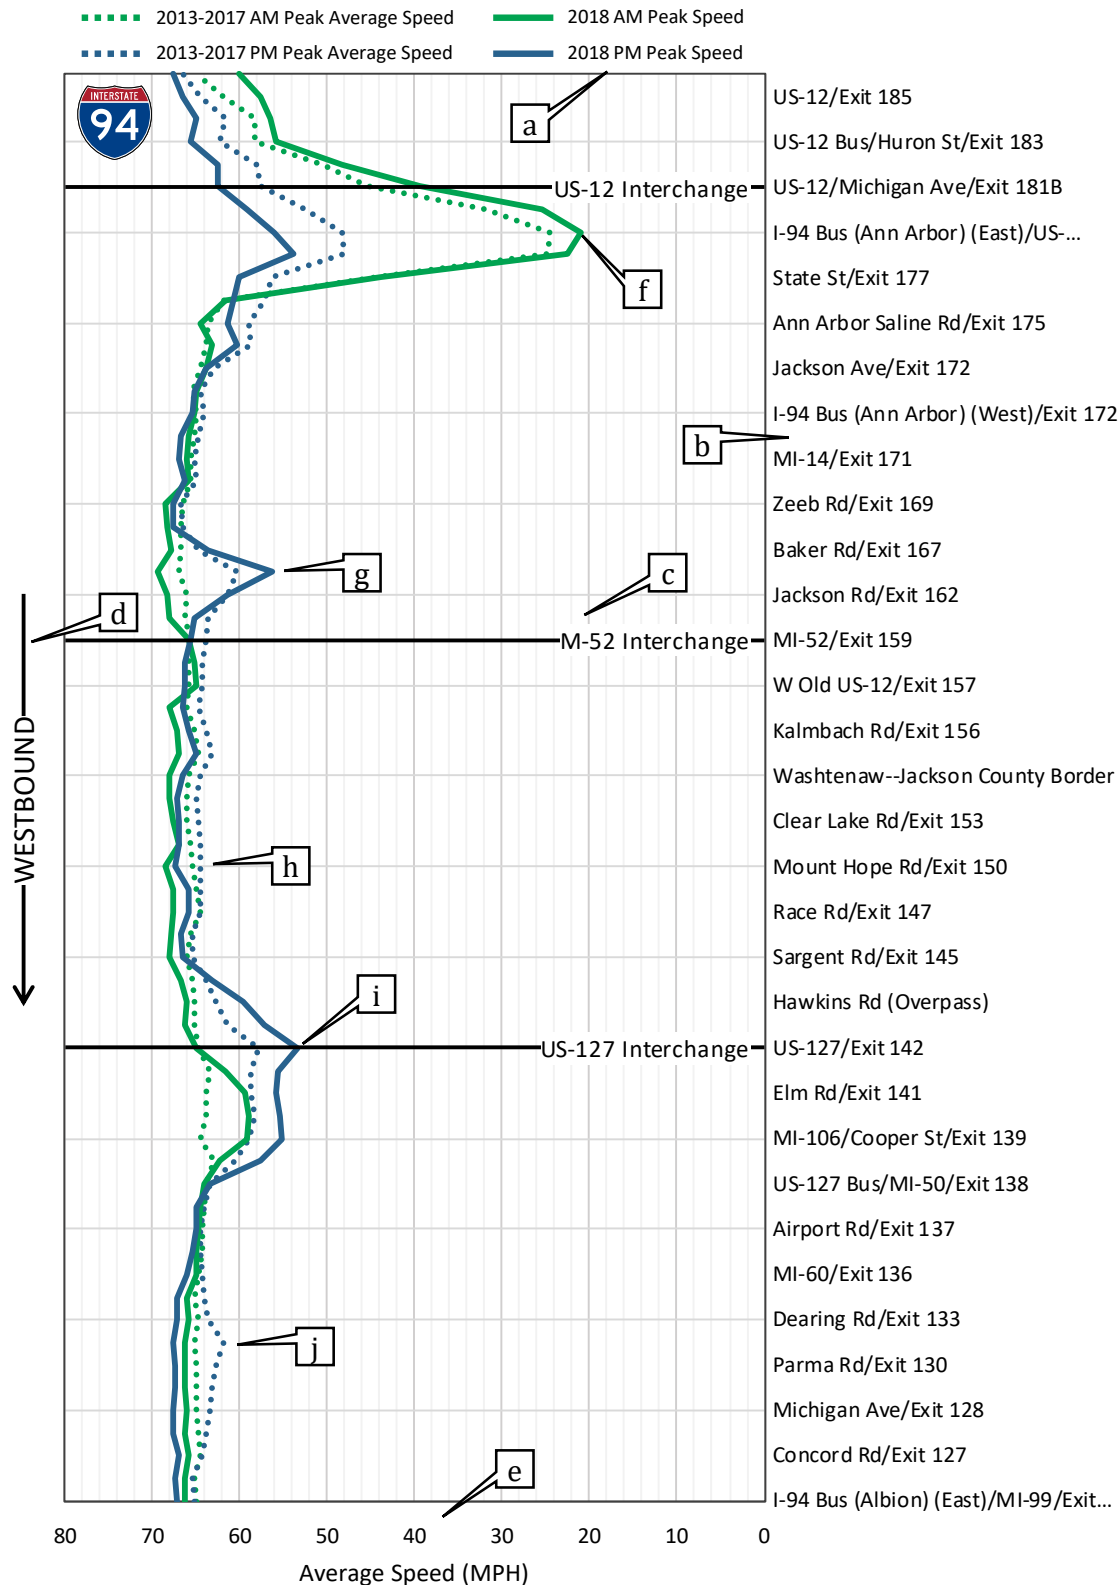 2013-2017 AM Peak Average Speed
2018 AM Peak Speed
2013-2017 PM Peak Average Speed
2018 PM Peak Speed
INTERSTATE
94
a
US-12/Exit 185
US-12 Bus/Huron St/Exit 183
US-12 Interchange
US-12/Michigan Ave/Exit 181B
I-94 Bus (Ann Arbor) (East)/US-...
f
State St/Exit 177
Ann Arbor Saline Rd/Exit 175
Jackson Ave/Exit 172
I-94 Bus (Ann Arbor) (West)/Exit 172
b
MI-14/Exit 171
Zeeb Rd/Exit 169
Baker Rd/Exit 167
g
c
Jackson Rd/Exit 162
d
M-52 Interchange
MI-52/Exit 159
W Old US-12/Exit 157
Kalmbach Rd/Exit 156
WESTBOUND
Washtenaw--Jackson County Border
Clear Lake Rd/Exit 153
h
Mount Hope Rd/Exit 150
Race Rd/Exit 147
Sargent Rd/Exit 145
i
Hawkins Rd (Overpass)
US-127 Interchange
US-127/Exit 142
Elm Rd/Exit 141
MI-106/Cooper St/Exit 139
US-127 Bus/MI-50/Exit 138
Airport Rd/Exit 137
MI-60/Exit 136
Dearing Rd/Exit 133
j
Parma Rd/Exit 130
Michigan Ave/Exit 128
Concord Rd/Exit 127
e
I-94 Bus (Albion) (East)/MI-99/Exit...
80 70 60 50 40 30 20 10 0
Average Speed (MPH)